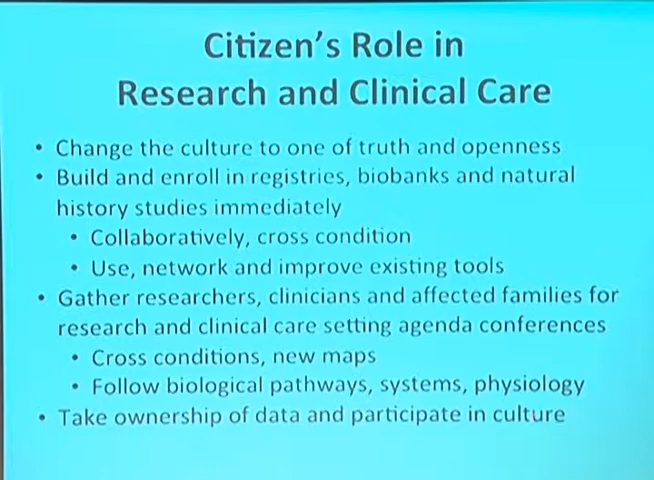 Citizen's Role in
Research and Clinical Care
• Change the culture to one of truth and openness
• Build and enroll in registries, biobanks and natural
history studies immediately
• Collaboratively, cross condition
• Use, network and improve existing tools
• Gather researchers, clinicians and affected families for
research and clinical care setting agenda conferences
• Cross conditions, new maps
• Follow biological pathways, systems, physiology
• Take ownership of data and participate in culture